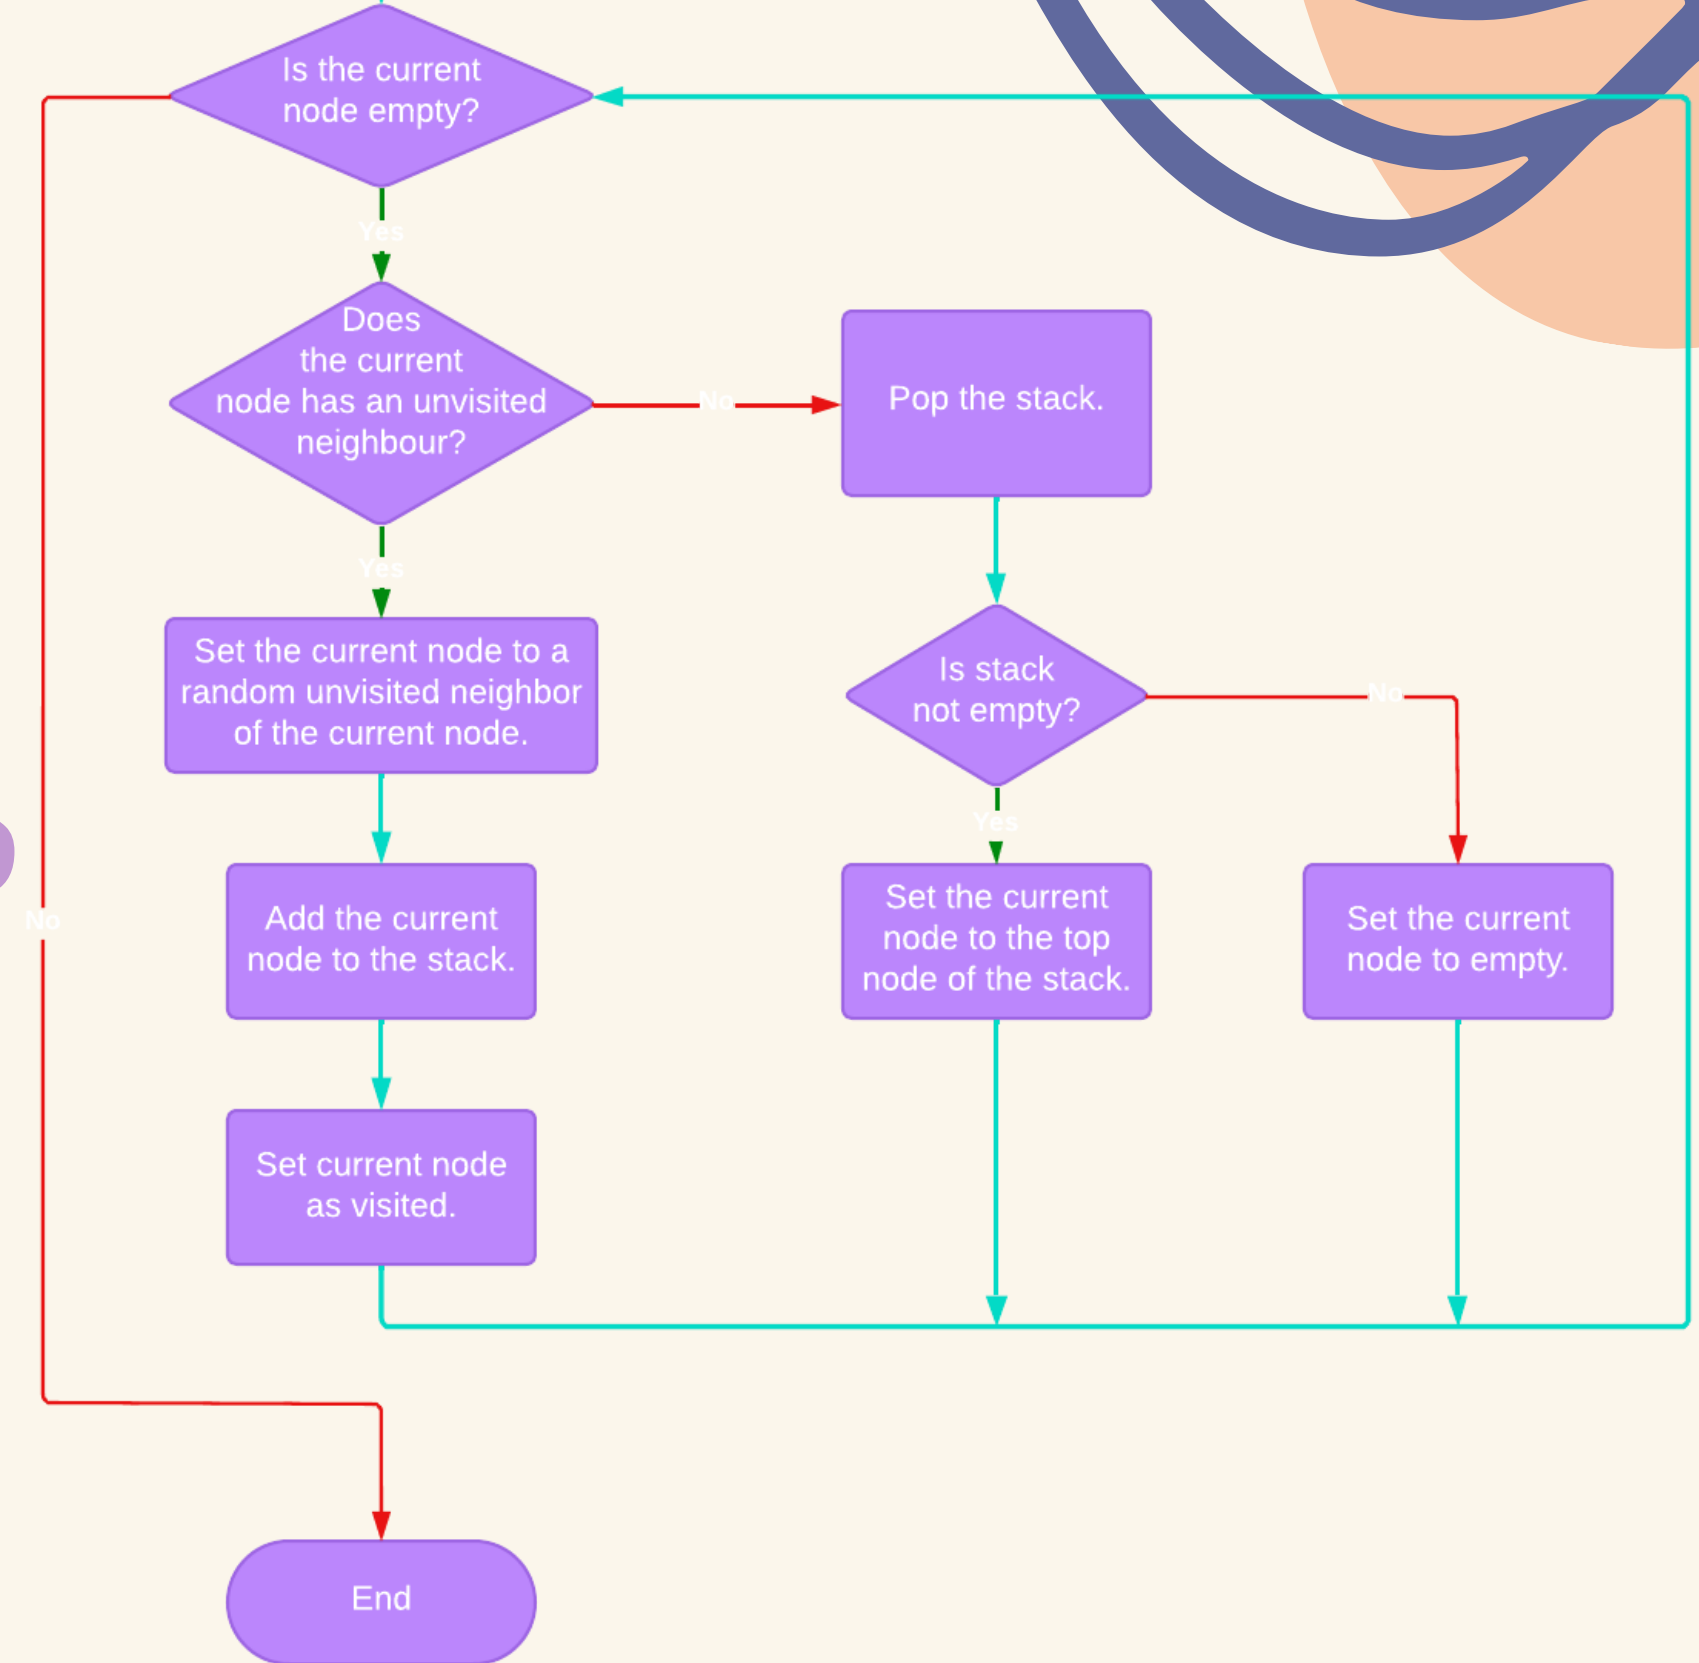 Is the current
node empty?
Yes
Does
the current
node has an unvisited
neighbour?
No
Pop the stack.
Yes
Set the current node to a
random unvisited neighbor
of the current node.
Is stack
not empty?
No
Yes
Add the current
node to the stack.
Set the current
node to the top
node of the stack.
Set the current
node to empty.
No
Set current node
as visited.
End